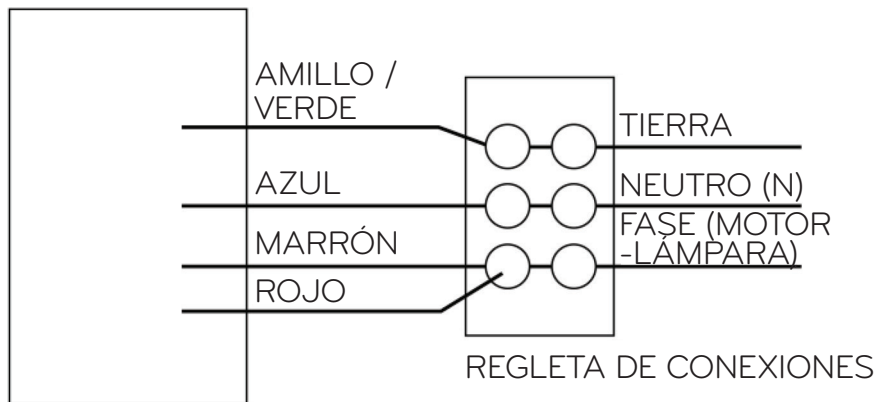 AMILLO /
VERDE
TIERRA
AZUL
NEUTRO (N)
MARRÓN
FASE (MOTOR
-LÁMPARA)
ROJO
REGLETA DE CONEXIONES